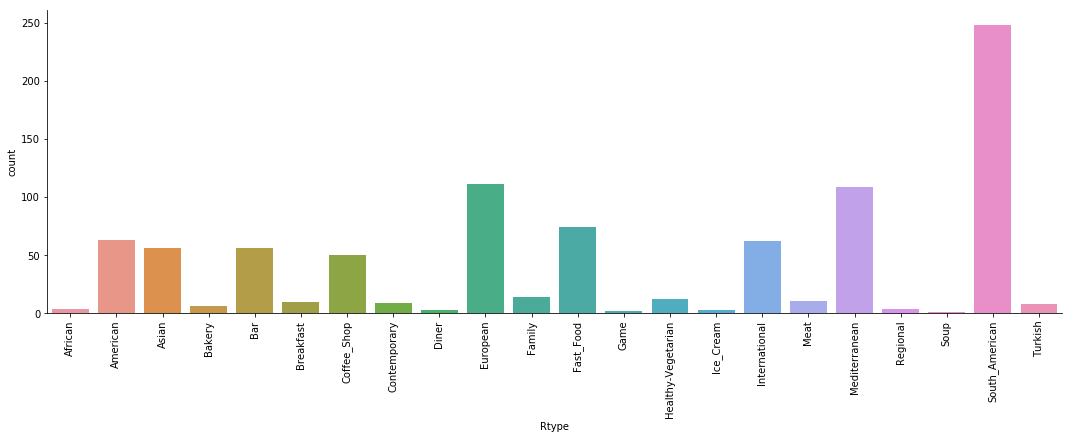 250
200
150
100
50
0
count
African
American
Asian
Bakery
Bar
Breakfast
Coffee_Shop
Contemporary
Diner
European
Family
Fast_Food
Game
Healthy-Vegetarian
Ice_Cream
International
Meat
Mediterranean
Regional
Soup
South_American
Turkish
Rtype